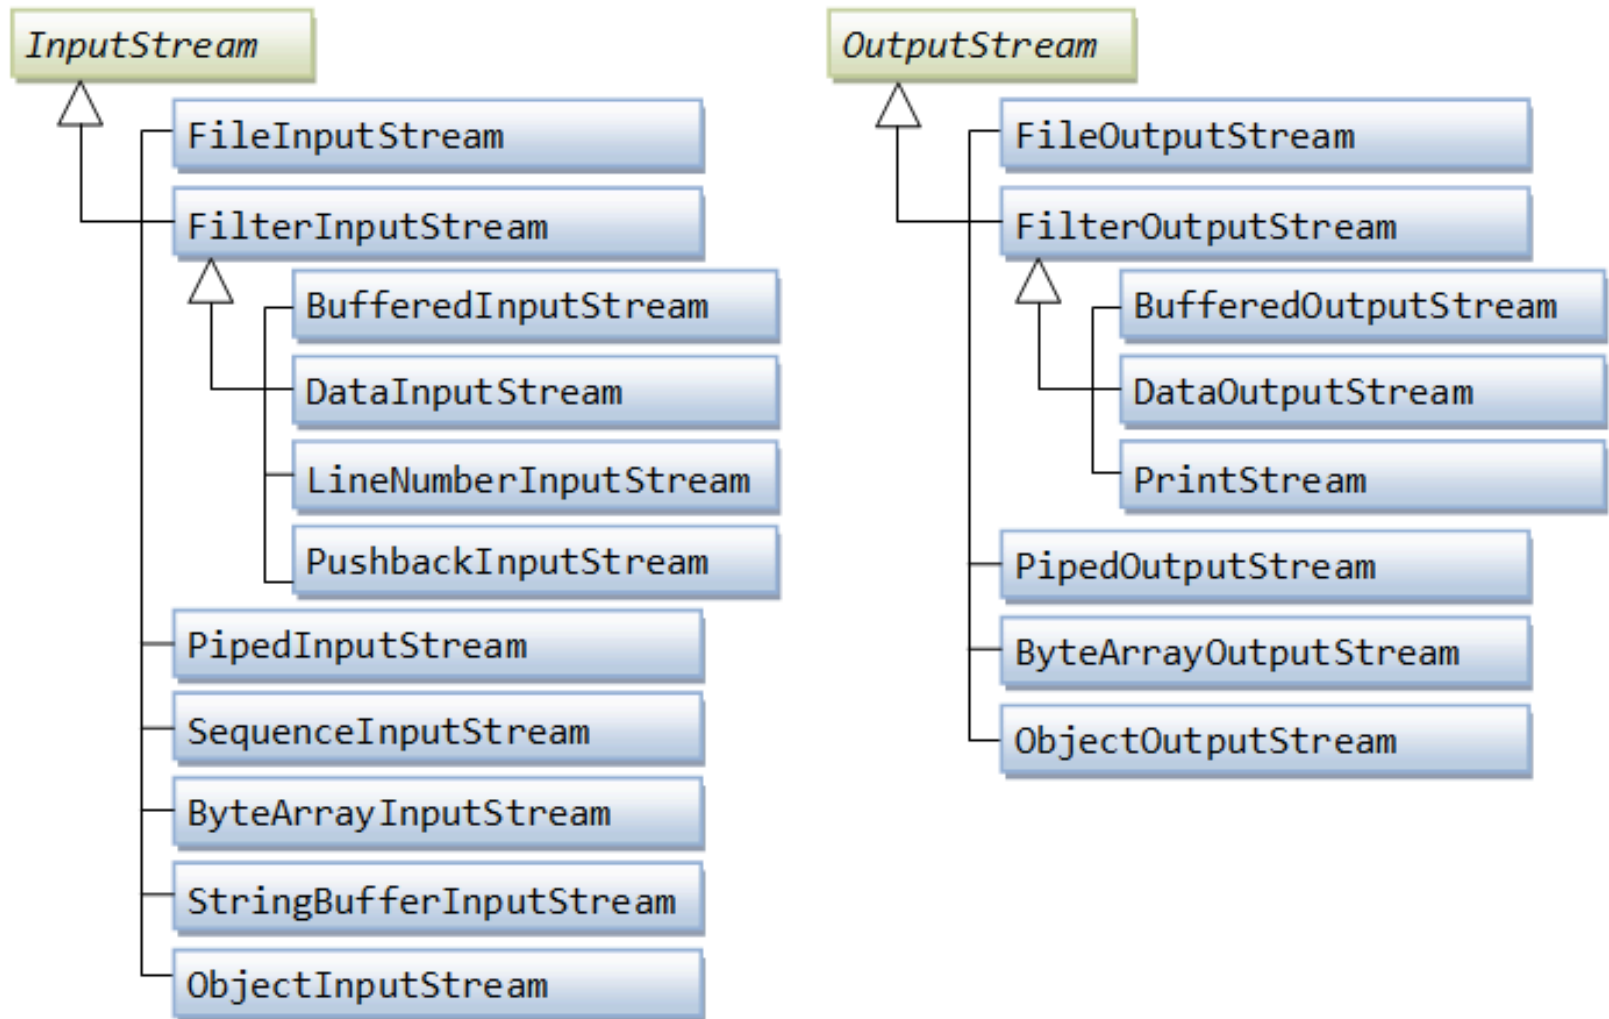 InputStream
FileInputStream
FilterInputStream
BufferedInputStream
DataInputStream
LineNumberInputStream
PushbackInputStream
PipedInputStream
SequenceInputStream
ByteArrayInputStream
StringBufferInputStream
ObjectInputStream
OutputStream
FileOutputStream
FilterOutputStream
BufferedOutputStream
DataOutputStream
PrintStream
PipedOutputStream
ByteArrayOutputStream
ObjectOutputStream